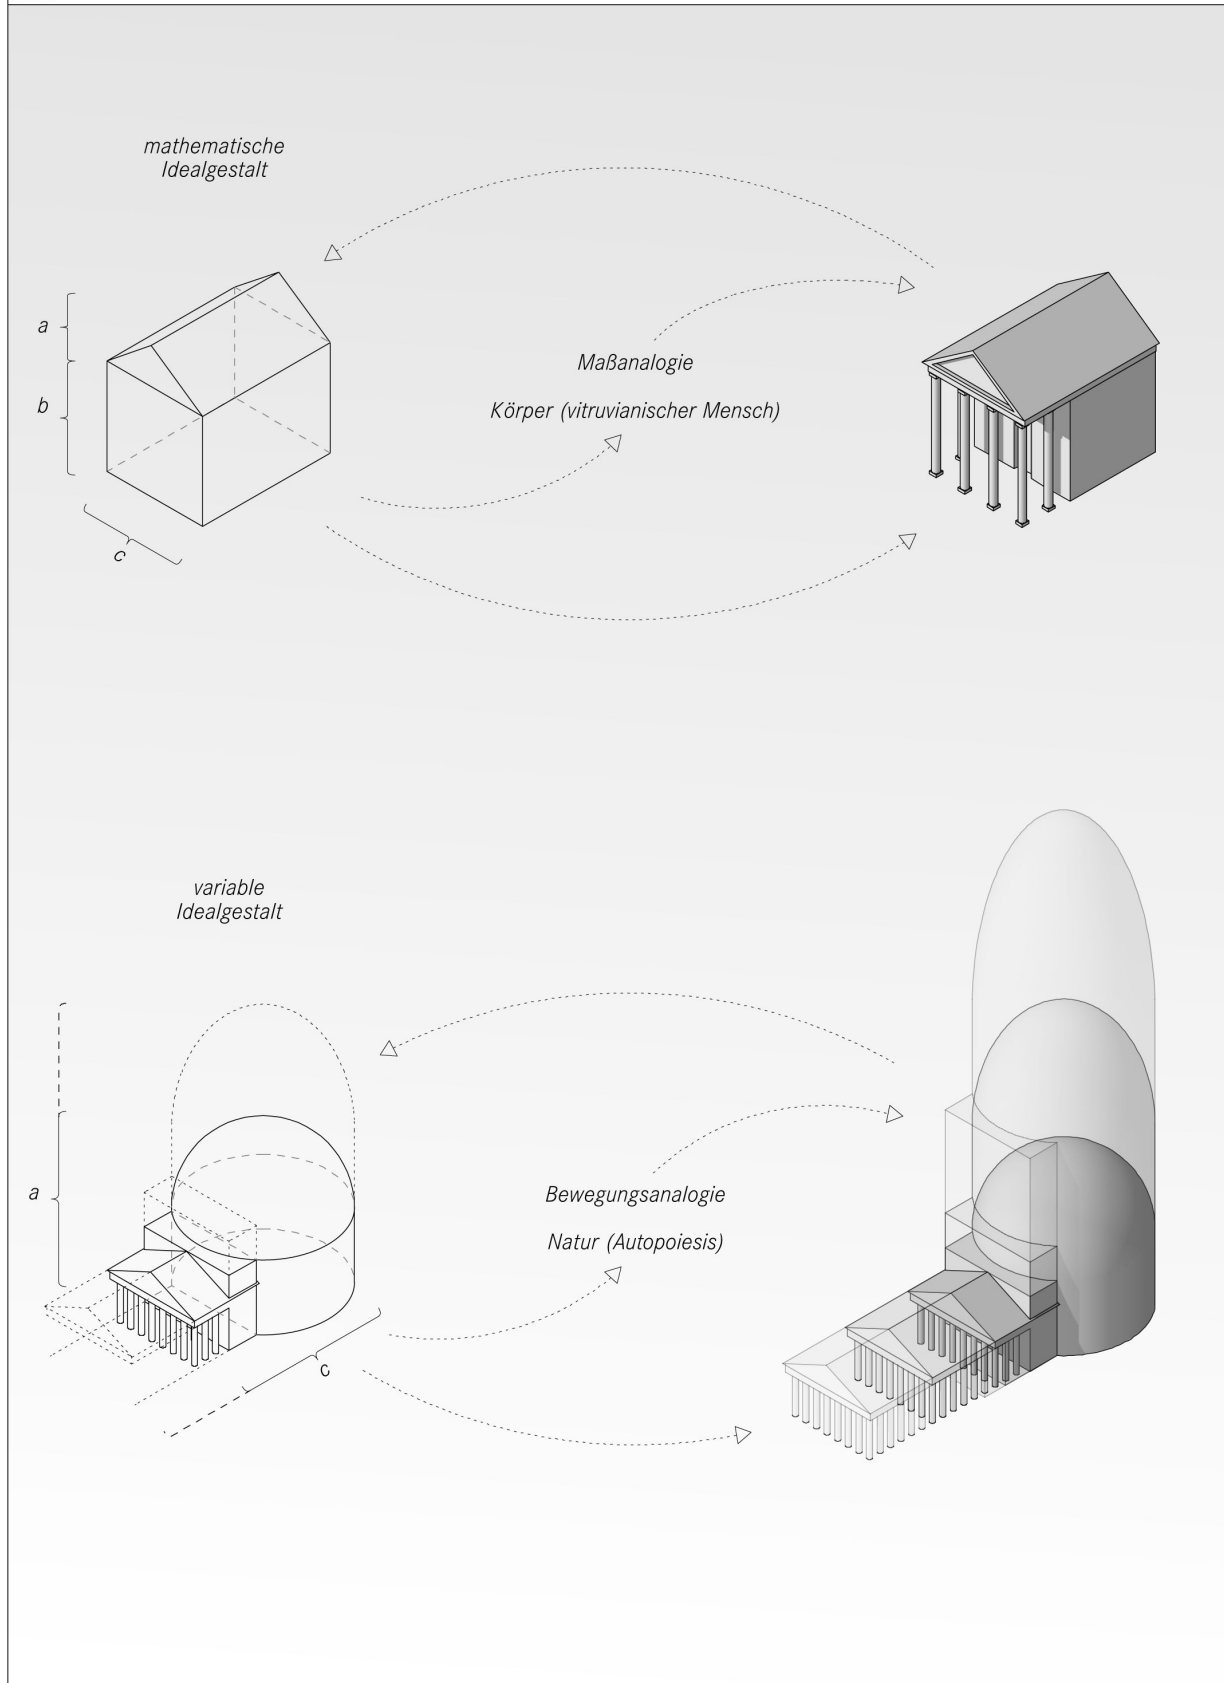 mathematische
Idealgestalt
a
Maßanalogie
b
Körper (vitruvianischer Mensch)
c
variable
Idealgestalt
a
Bewegungsanalogie
Natur (Autopoiesis)
c